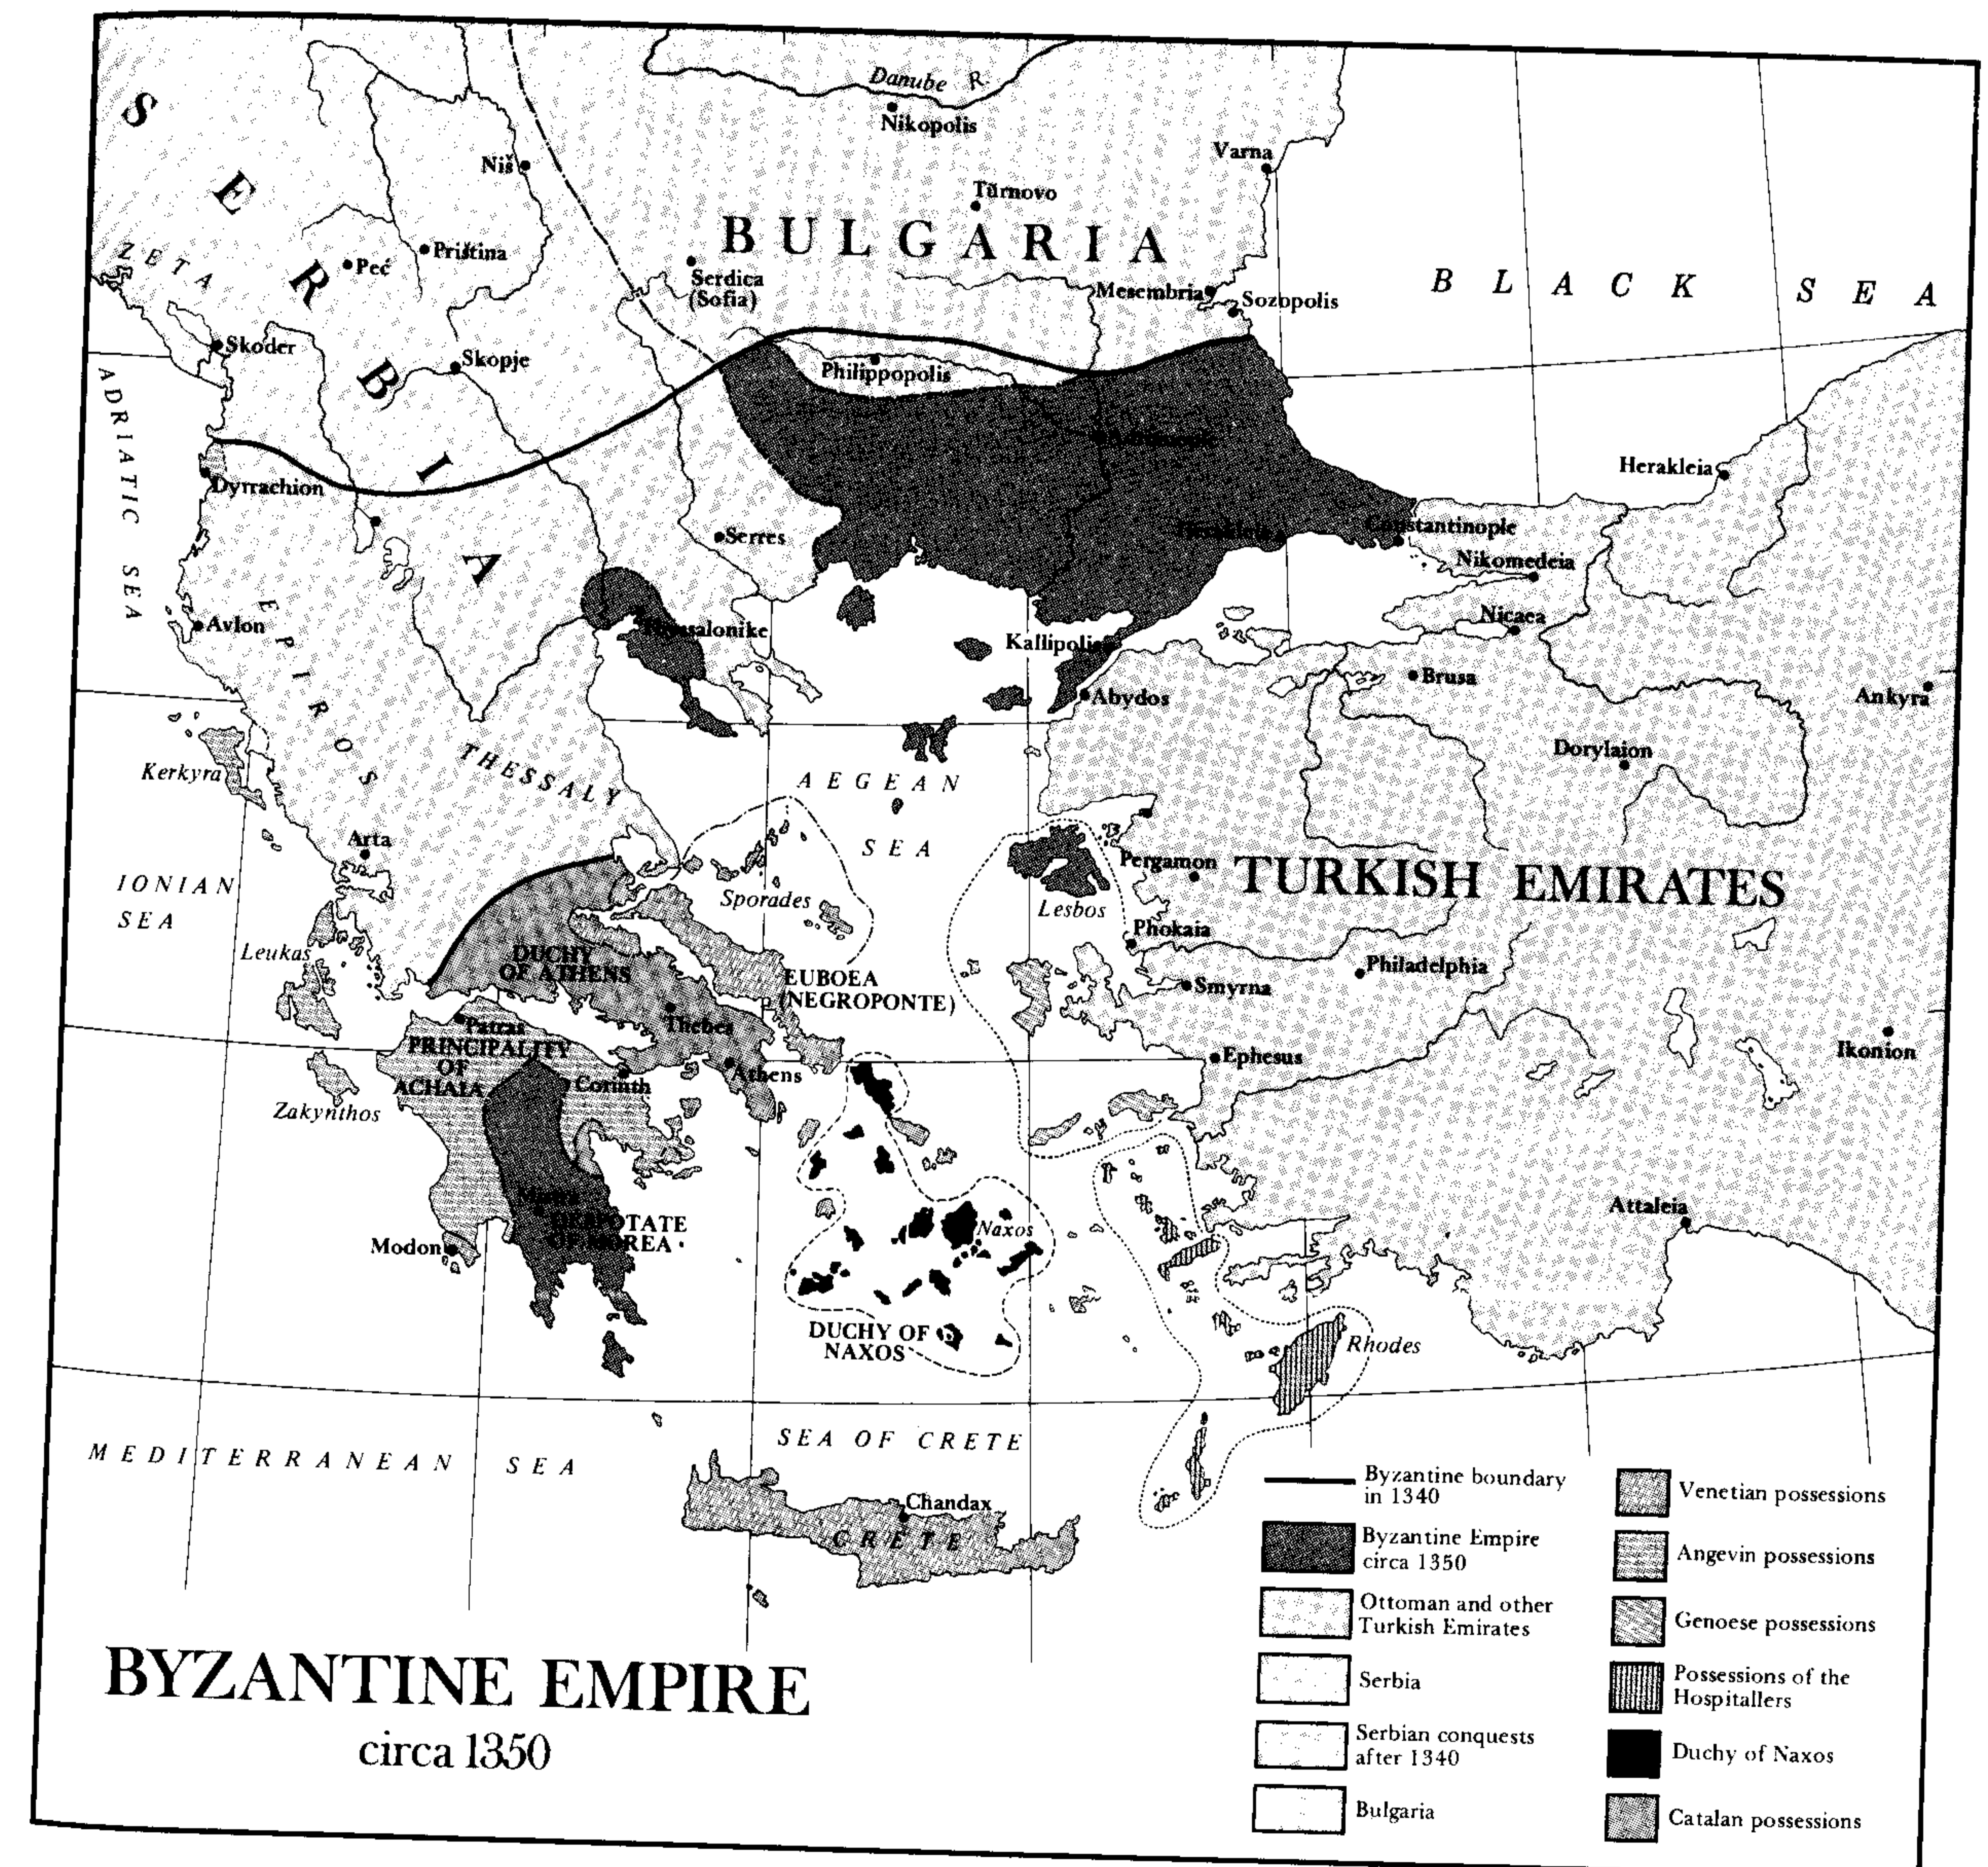 Danube R.
Nikopolis
Varna
Niš
Tŭrnovo
SERBIA
BULGARIA
ZETA
Peć
Priština
Serdica
(Sofia)
Mesembria
Sozopolis
BLACK SEA
Skoder
Skopje
Philippopolis
ADRIATIC SEA
Adrianople
Herakleia
Dyrrachion
Serres
Herakleia
Constantinople
Nikomedeia
Avlon
EPIROS
Thessalonike
Kallipolis
Nicaea
Abydos
Brusa
Ankyra
Kerkyra
THESSALY
AEGEAN
SEA
Dorylaion
Arta
Pergamon
TURKISH EMIRATES
IONIAN
SEA
Sporades
Lesbos
Leukas
DUCHY
OF ATHENS
EUBOEA
(NEGROPONTE)
Phokaia
Philadelphia
Smyrna
Patras
Thebes
PRINCIPALITY
OF
ACHAIA
Corinth
Athens
Ephesus
Ikonion
Zakynthos
Mistra
DESPOTATE
OF MOREA
Modon
Naxos
Attaleia
DUCHY OF
NAXOS
Rhodes
MEDITERRANEAN SEA
SEA OF CRETE
Chandax
CRETE
BYZANTINE EMPIRE
circa 1350
Byzantine boundary
in 1340
Byzantine Empire
circa 1350
Ottoman and other
Turkish Emirates
Serbia
Serbian conquests
after 1340
Bulgaria
Venetian possessions
Angevin possessions
Genoese possessions
Possessions of the
Hospitallers
Duchy of Naxos
Catalan possessions